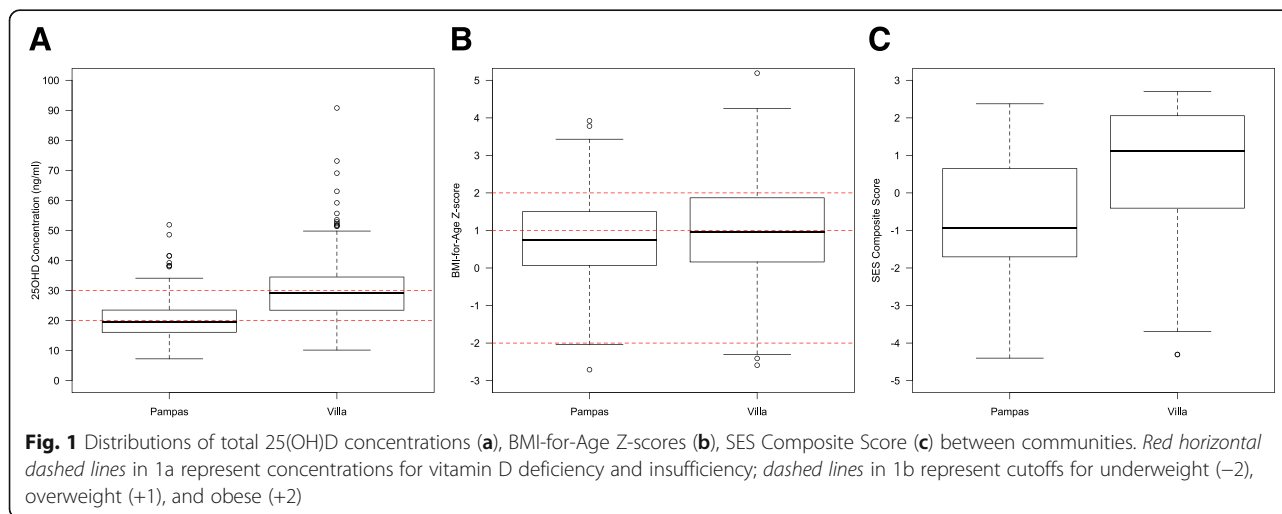 A
B
C
100
90
80
70
60
50
40
30
20
10
0
25OHD Concentration (ng/ml)
Pampas
Villa
5
4
3
2
1
0
-1
-2
-3
BMI-for-Age Z-score
Pampas
Villa
3
2
1
0
-1
-2
-3
-4
-5
SES Composite Score
Pampas
Villa
Fig. 1 Distributions of total 25(OH)D concentrations (a), BMI-for-Age Z-scores (b), SES Composite Score (c) between communities. Red horizontal
dashed lines in 1a represent concentrations for vitamin D deficiency and insufficiency; dashed lines in 1b represent cutoffs for underweight (−2),
overweight (+1), and obese (+2)